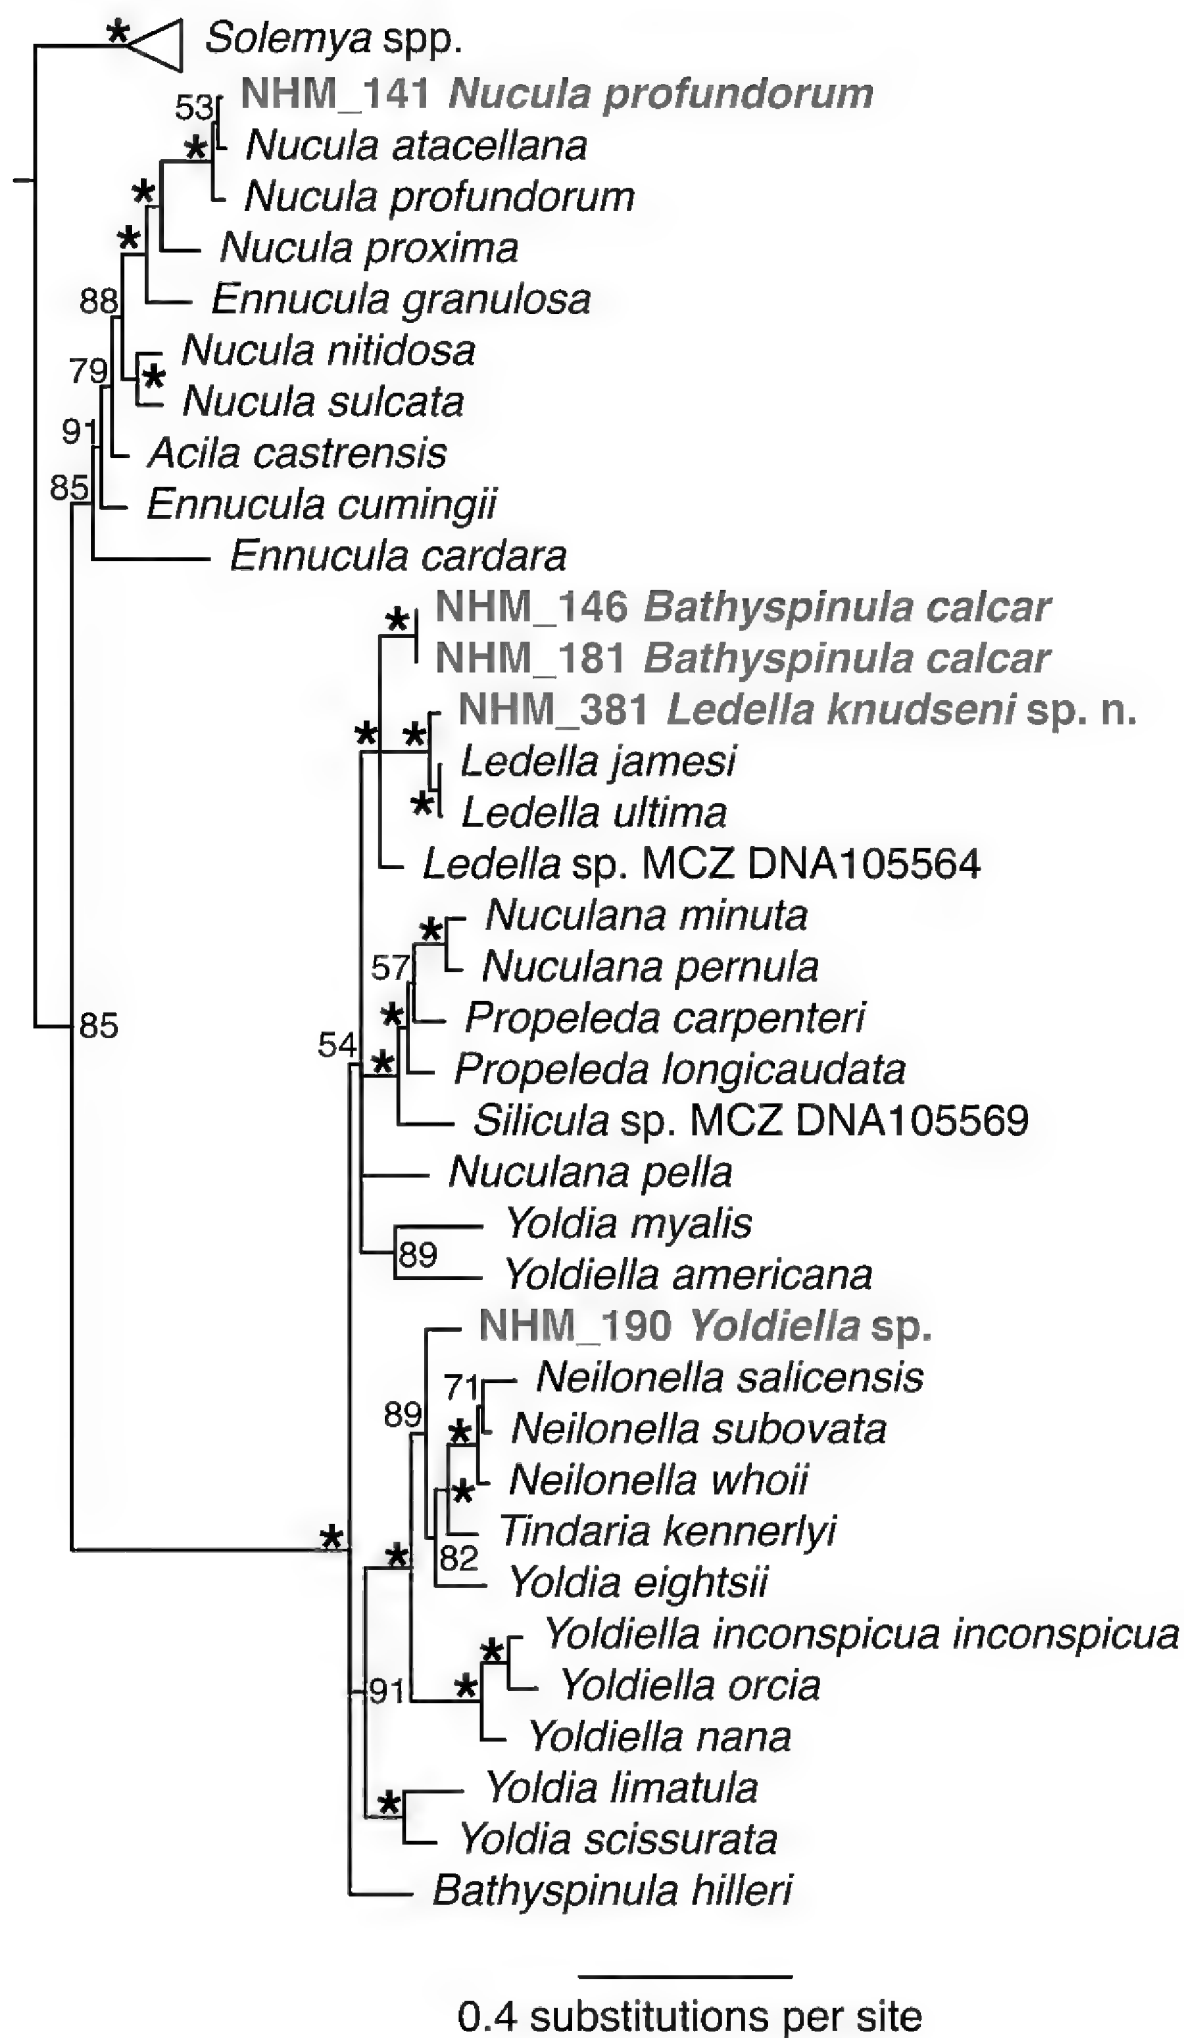 * Solemya spp.
53 NHM_141 Nucula profundorum
* Nucula atacellana
* Nucula profundorum
* Nucula proxima
88 Ennucula granulosa
Nucula nitidosa
79 * Nucula sulcata
91 Acila castrensis
85 Ennucula cumingii
Ennucula cardara
* NHM_146 Bathyspinula calcar
NHM_181 Bathyspinula calcar
* * NHM_381 Ledella knudseni sp. n.
Ledella jamesi
* Ledella ultima
Ledella sp. MCZ DNA105564
* Nuculana minuta
57 Nuculana pernula
85 * Propeleda carpenteri
54 * Propeleda longicaudata
Silicula sp. MCZ DNA105569
Nuculana pella
Yoldia myalis
89 Yoldiella americana
NHM_190 Yoldiella sp.
71 Neilonella salicensis
89 * Neilonella subovata
* Neilonella whoii
* Tindaria kennerlyi
* 82 Yoldia eightsii
* Yoldiella inconspicua inconspicua
91 * Yoldiella orcia
Yoldiella nana
* Yoldia limatula
Yoldia scissurata
Bathyspinula hilleri
0.4 substitutions per site